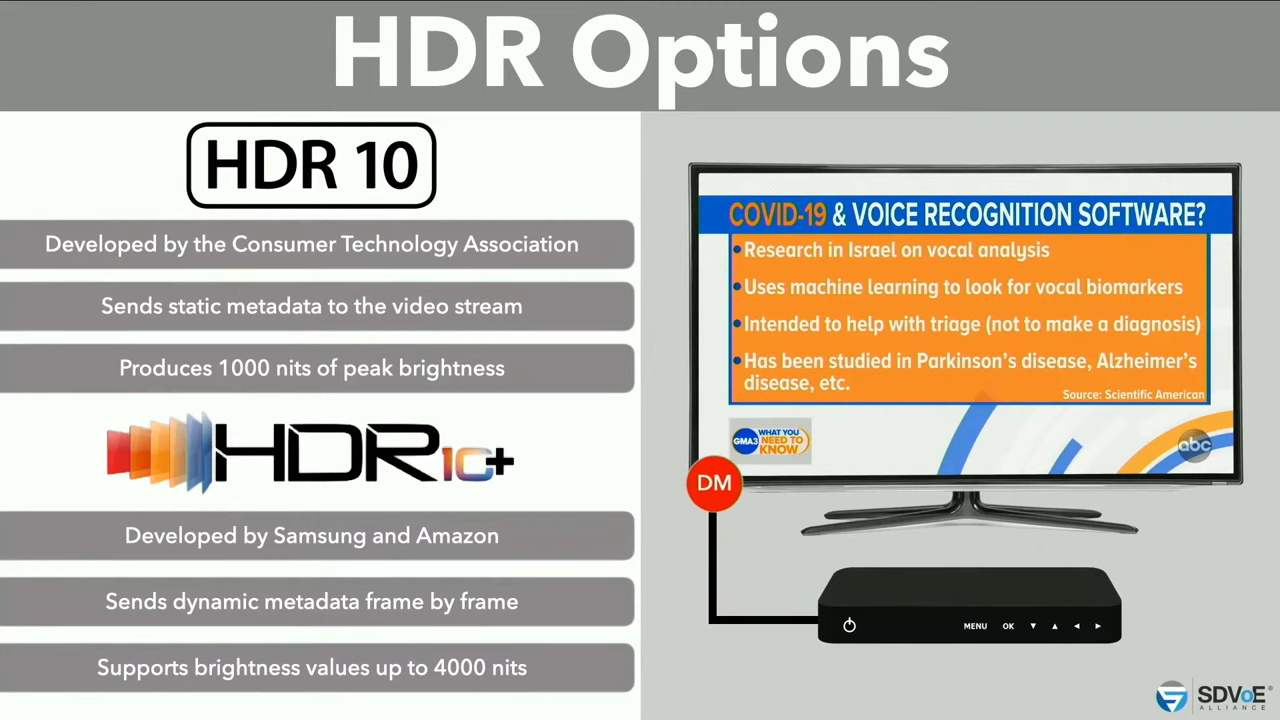 HDR Options
HDR 10
Developed by the Consumer Technology Association
Sends static metadata to the video stream
Produces 1000 nits of peak brightness
HDR10+
Developed by Samsung and Amazon
Sends dynamic metadata frame by frame
Supports brightness values up to 4000 nits
COVID-19 & VOICE RECOGNITION SOFTWARE?
•Research in Israel on vocal analysis
•Uses machine learning to look for vocal biomarkers
•Intended to help with triage (not to make a diagnosis)
•Has been studied in Parkinson's disease, Alzheimer's
disease, etc.
Source: Scientific American
GMA3
WHAT YOU
NEED TO
KNOW
abc
DM
MENU OK ▼ ▲ ◄ ►
SDVoE®
ALLIANCE